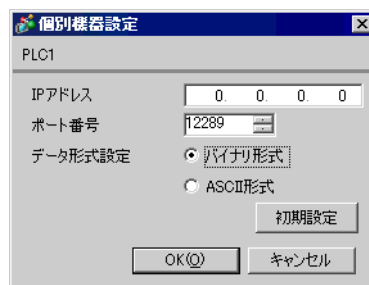 個別機器設定
PLC1
IPアドレス 0. 0. 0. 0
ポート番号 12289
データ形式設定 バイナリ形式
ASCII形式
初期設定
OK(O) キャンセル